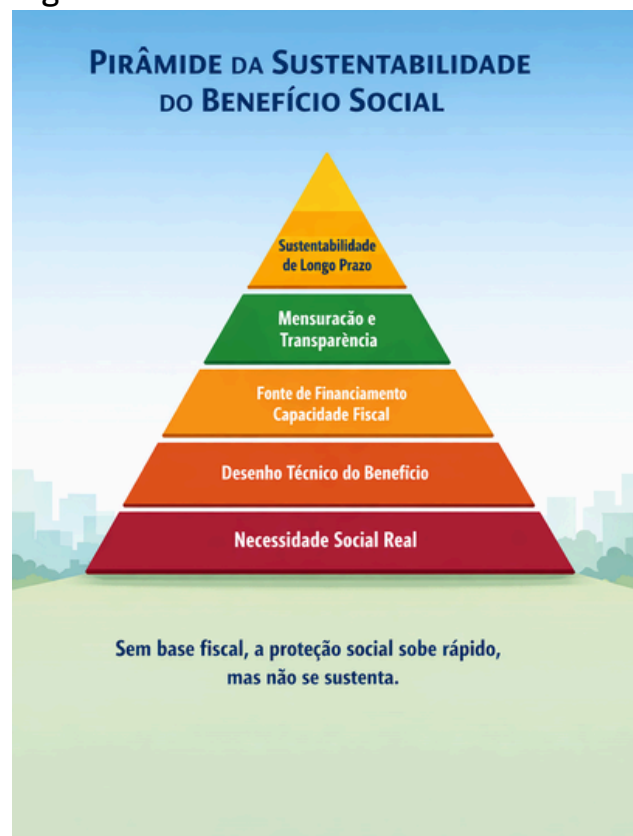 PIRÂMIDE DA SUSTENTABILIDADE
DO BENEFÍCIO SOCIAL
Sustentabilidade
de Longo Prazo
Mensuracão e
Transparència
Fonte de Financiamento
Capacidade Fiscal
Desenho Técnico do Benefício
Necessidade Social Real
Sem base fiscal, a proteção social sobe rápido,
mas não se sustenta.